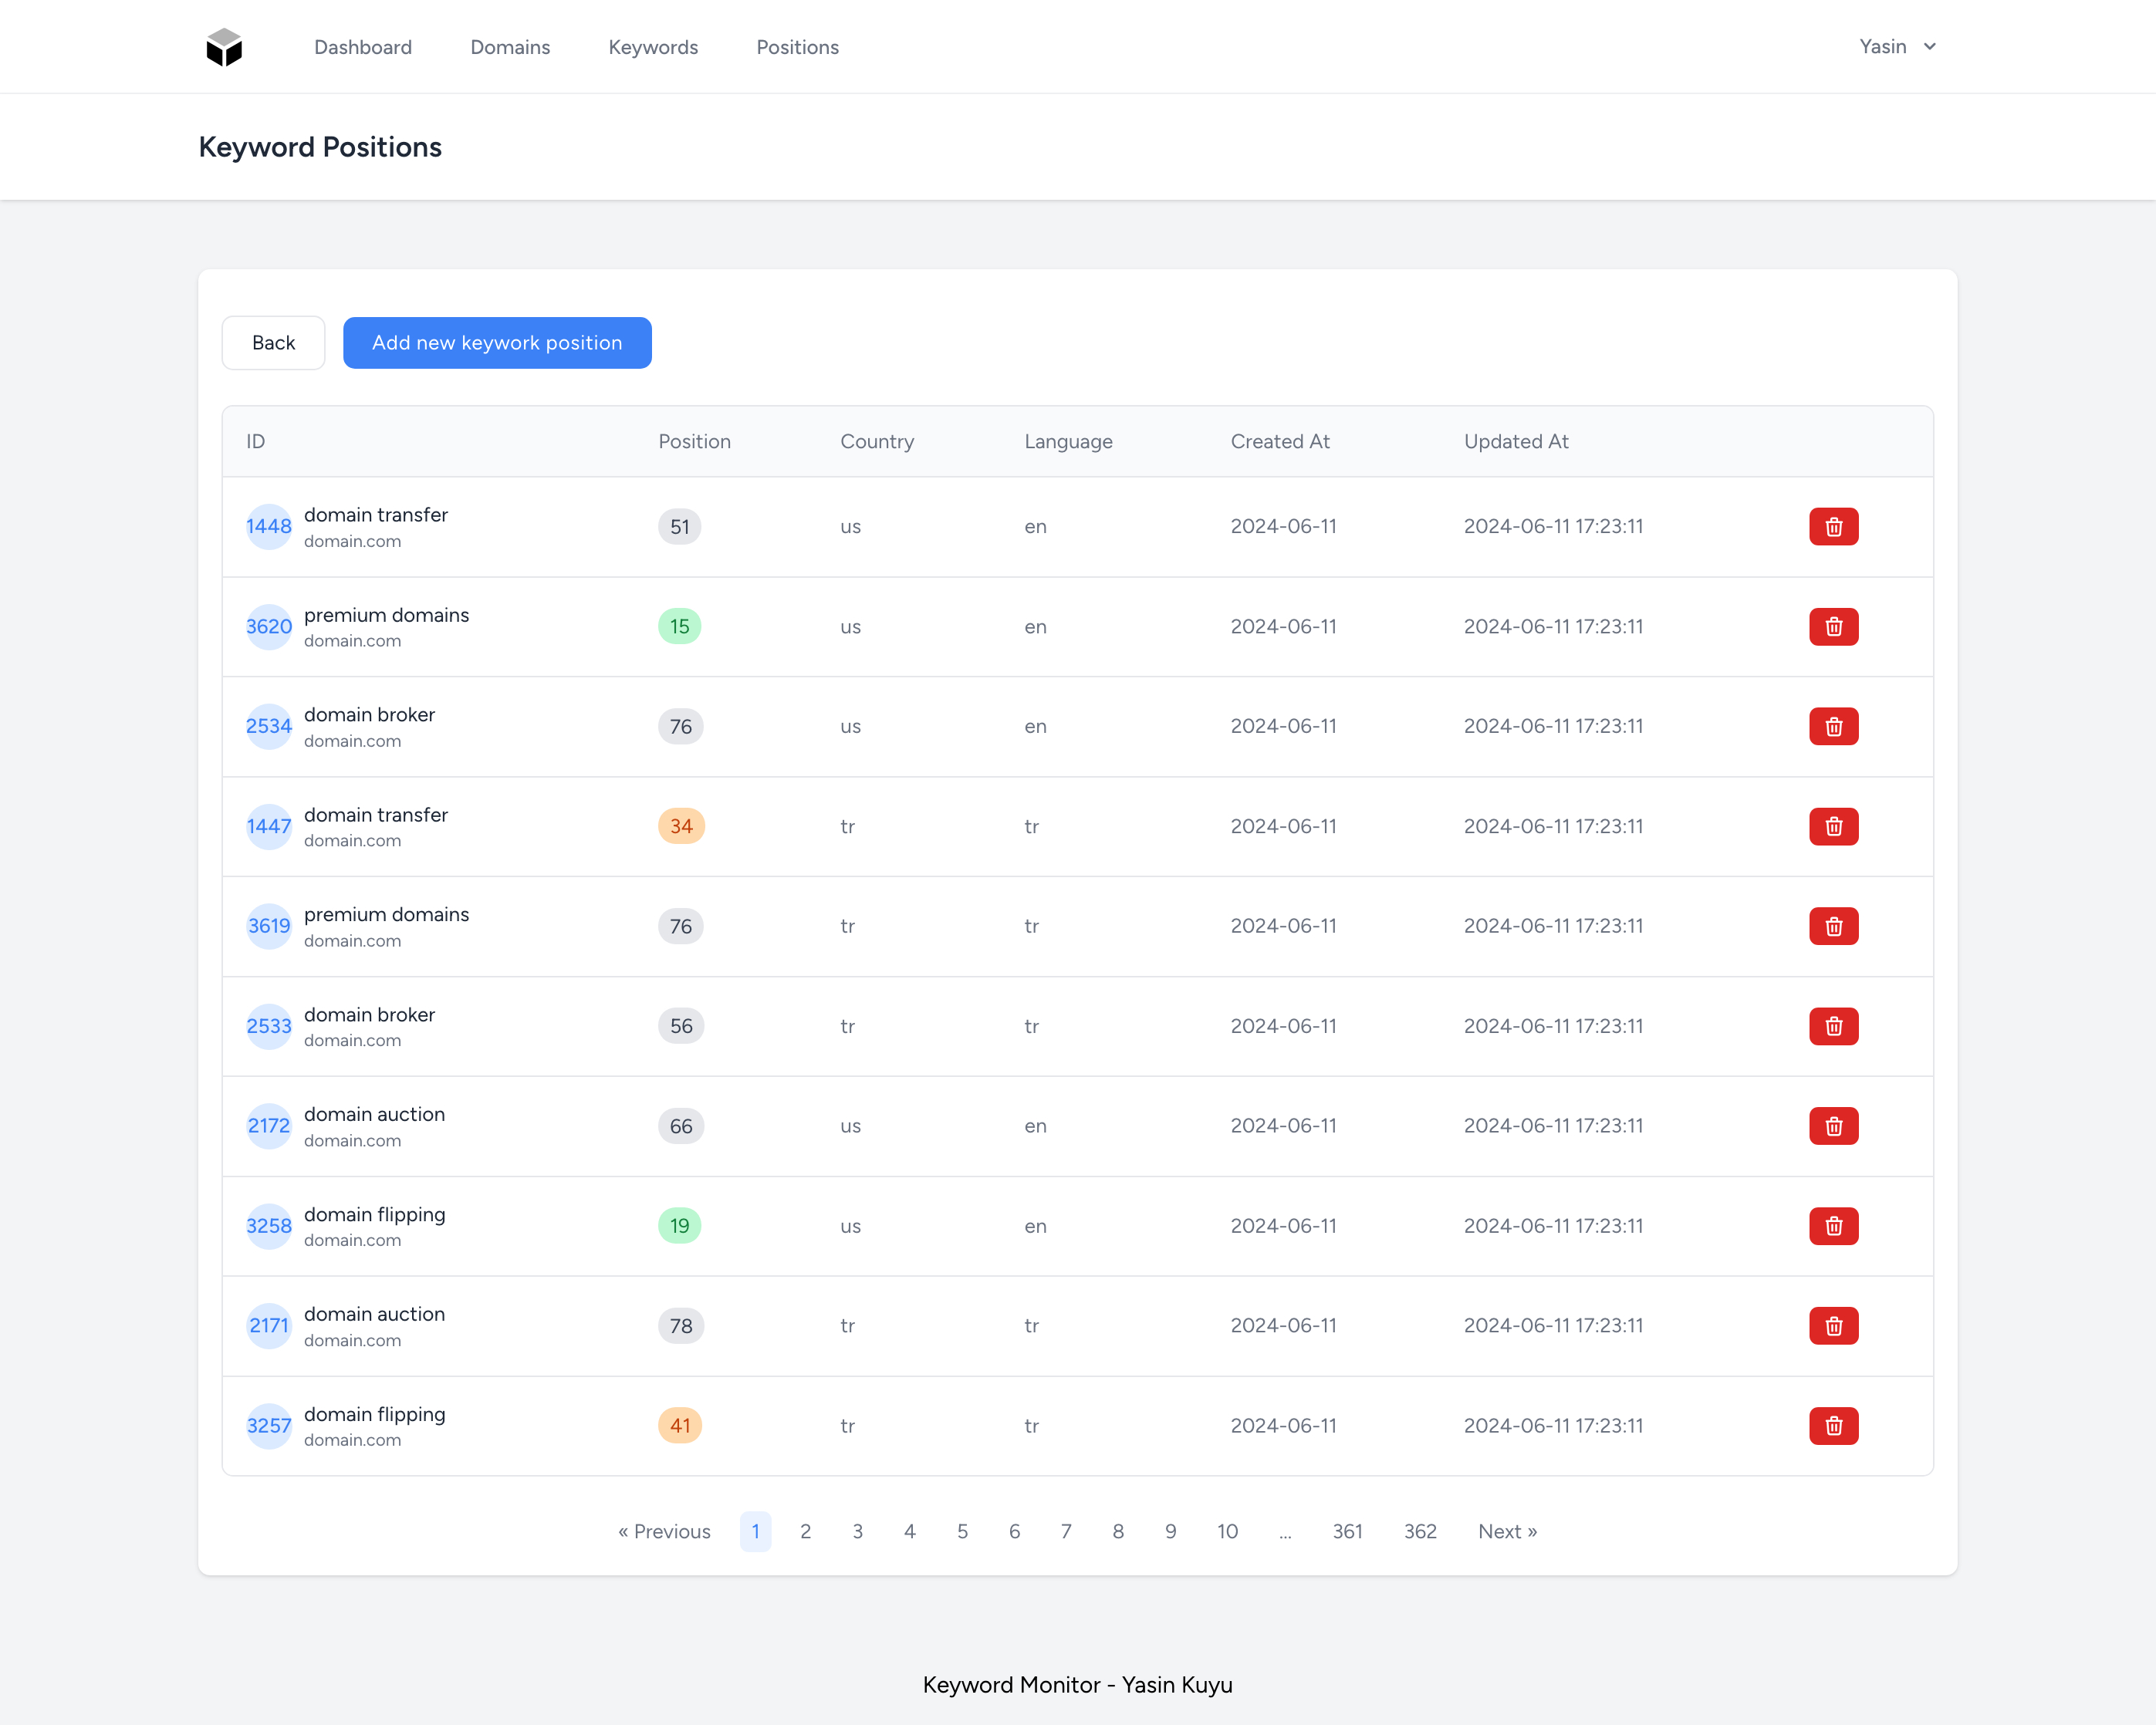 Dashboard Domains Keywords Positions Yasin
Keyword Positions
Back Add new keywork position
ID Position Country Language Created At Updated At
1448 domain transfer 51 us en 2024-06-11 2024-06-11 17:23:11
domain.com
3620 premium domains 15 us en 2024-06-11 2024-06-11 17:23:11
domain.com
2534 domain broker 76 us en 2024-06-11 2024-06-11 17:23:11
domain.com
1447 domain transfer 34 tr tr 2024-06-11 2024-06-11 17:23:11
domain.com
3619 premium domains 76 tr tr 2024-06-11 2024-06-11 17:23:11
domain.com
2533 domain broker 56 tr tr 2024-06-11 2024-06-11 17:23:11
domain.com
2172 domain auction 66 us en 2024-06-11 2024-06-11 17:23:11
domain.com
3258 domain flipping 19 us en 2024-06-11 2024-06-11 17:23:11
domain.com
2171 domain auction 78 tr tr 2024-06-11 2024-06-11 17:23:11
domain.com
3257 domain flipping 41 tr tr 2024-06-11 2024-06-11 17:23:11
domain.com
« Previous 1 2 3 4 5 6 7 8 9 10 ... 361 362 Next »
Keyword Monitor - Yasin Kuyu